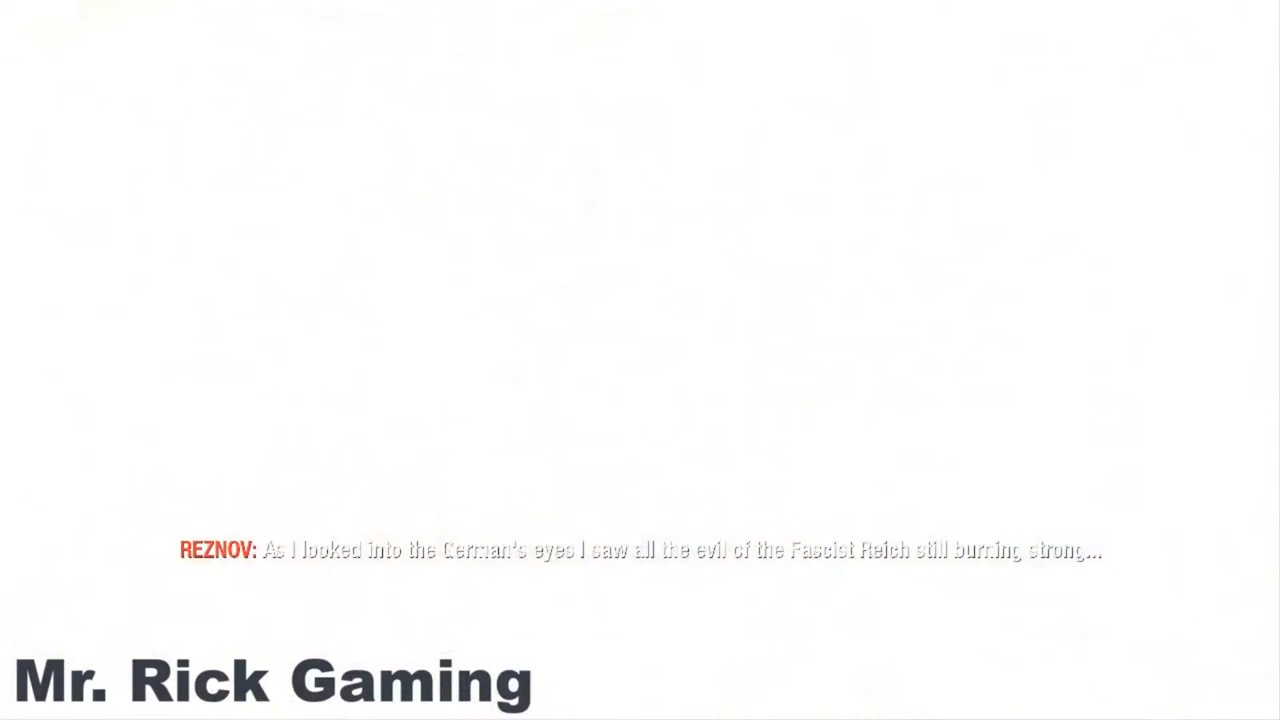 REZNOV: As I looked into the German's eyes I saw all the evil of the Fascist Reich still burning strong...
Mr. Rick Gaming